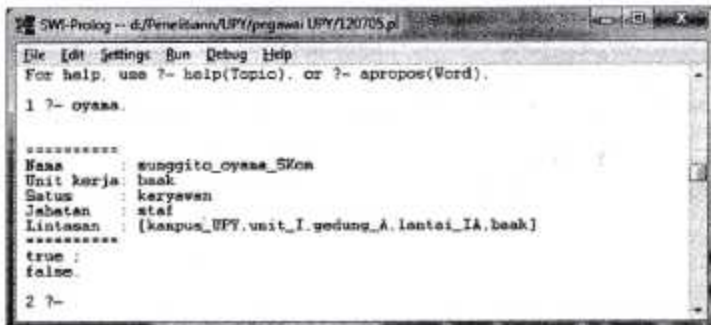 SWI-Prolog -- d:/Penelitiann/UPY/pegawai UPY/120705.pl
File Edit Settings Run Debug Help
For help, use ?- help(Topic). or ?- apropos(Word).
1 ?- oyama.
==========
Nama : sunggito_oyama_SKom
Unit kerja: baak
Satus : karyawan
Jabatan : staf
Lintasan : [kampus_UPY,unit_I,gedung_A,lantai_IA,baak]
==========
true ;
false.
2 ?-